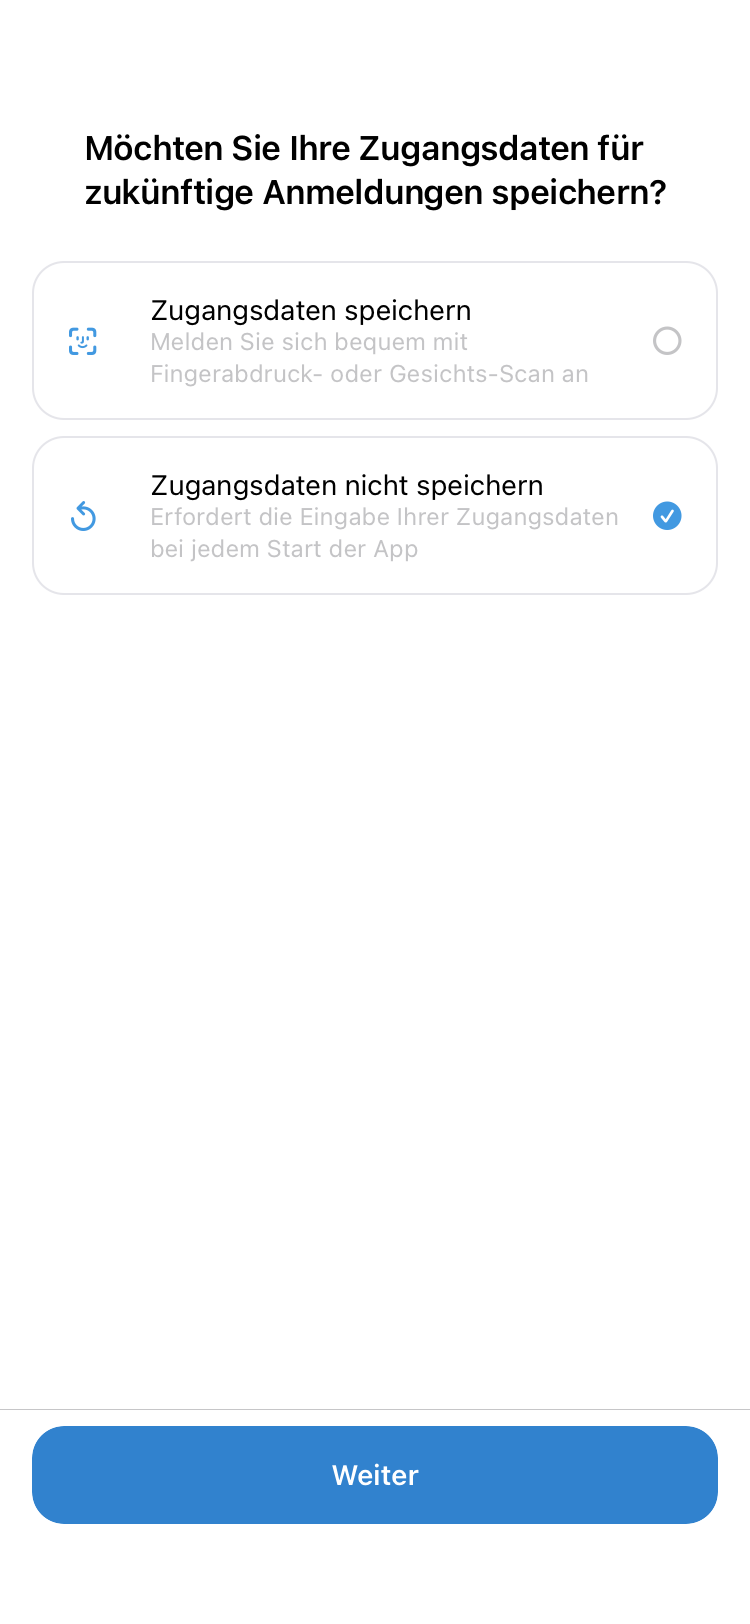 Möchten Sie Ihre Zugangsdaten für
zukünftige Anmeldungen speichern?
Zugangsdaten speichern
Melden Sie sich bequem mit
Fingerabdruck- oder Gesichts-Scan an
Zugangsdaten nicht speichern
Erfordert die Eingabe Ihrer Zugangsdaten
bei jedem Start der App
Weiter